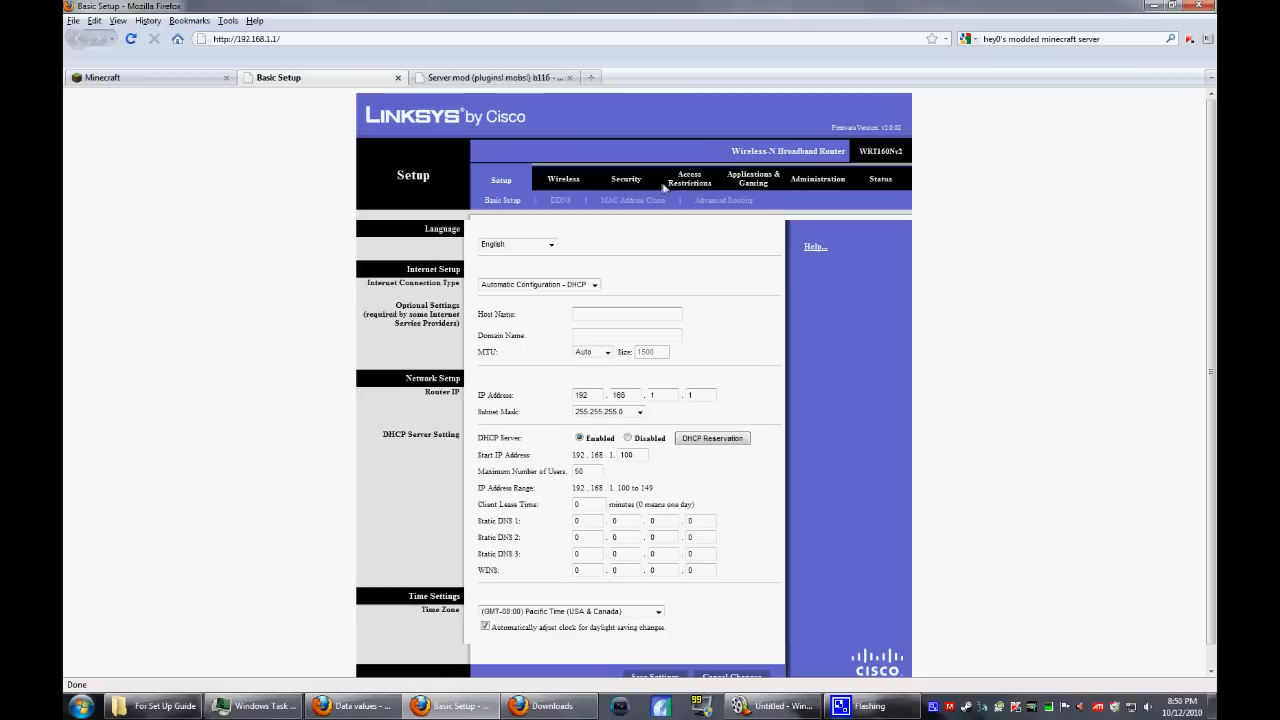 Basic Setup - Mozilla Firefox
File Edit View History Bookmarks Tools Help
http://192.168.1.1/
hey0's modded minecraft server
Minecraft
Basic Setup
Server mod (plugins! mobs!) b116 - ...
LINKSYS® by Cisco
Firmware Version: v2.0.02
Wireless-N Broadband Router WRT160Nv2
Setup
Setup Wireless Security Access Restrictions Applications & Gaming Administration Status
Basic Setup | DDNS | MAC Address Clone | Advanced Routing
Language
English
Help...
Internet Setup
Internet Connection Type
Automatic Configuration - DHCP
Optional Settings
(required by some Internet
Service Providers)
Host Name:
Domain Name:
MTU: Auto Size: 1500
Network Setup
Router IP
IP Address: 192 . 168 . 1 . 1
Subnet Mask: 255.255.255.0
DHCP Server Setting
DHCP Server: Enabled Disabled DHCP Reservation
Start IP Address: 192 . 168 . 1. 100
Maximum Number of Users: 50
IP Address Range: 192 . 168 . 1. 100 to 149
Client Lease Time: 0 minutes (0 means one day)
Static DNS 1: 0 . 0 . 0 . 0
Static DNS 2: 0 . 0 . 0 . 0
Static DNS 3: 0 . 0 . 0 . 0
WINS: 0 . 0 . 0 . 0
Time Settings
Time Zone
(GMT-08:00) Pacific Time (USA & Canada)
Automatically adjust clock for daylight saving changes.
Save Settings Cancel Changes
CISCO
Done
For Set Up Guide
Windows Task ...
Data values - ...
Basic Setup - ...
Downloads
99
Untitled - Win...
Flashing
8:50 PM
10/12/2010